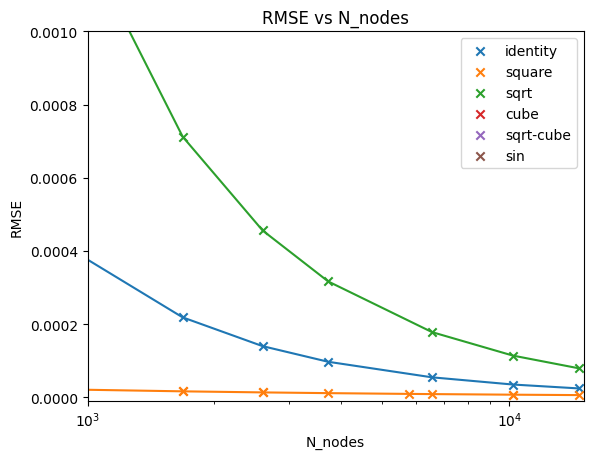 RMSE vs N_nodes
identity
square
sqrt
cube
sqrt-cube
sin
RMSE
0.0010
0.0008
0.0006
0.0004
0.0002
0.0000
10³
10⁴
N_nodes